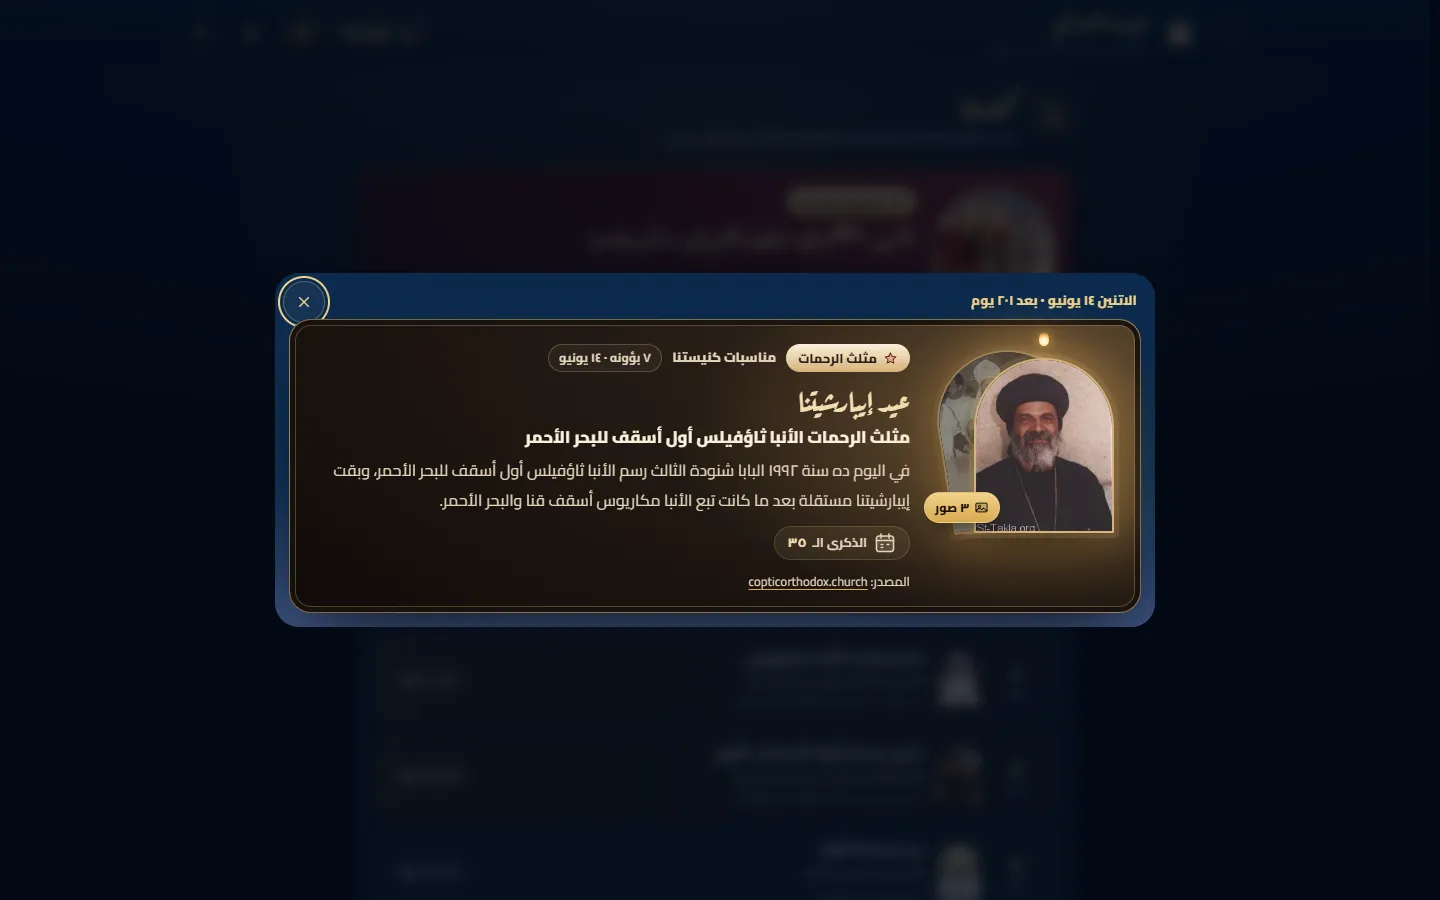 الاثنين ١٤ يونيو • بعد ٢٠١ يوم
مثلث الرحمات
مناسبات كنيستنا
٧ بؤونه • ١٤ يونيو
عيد إيبارشيتنا
مثلث الرحمات الأنبا ثاؤفيلس أول أسقف للبحر الأحمر
في اليوم ده سنة ١٩٩٢ البابا شنودة الثالث رسم الأنبا ثاؤفيلس أول أسقف للبحر الأحمر، وبقت
إيبارشيتنا مستقلة بعد ما كانت تبع الأنبا مكاريوس أسقف قنا والبحر الأحمر.
٣ صور
St-Takla.org
الذكرى الـ ٣٥
المصدر: copticorthodox.church